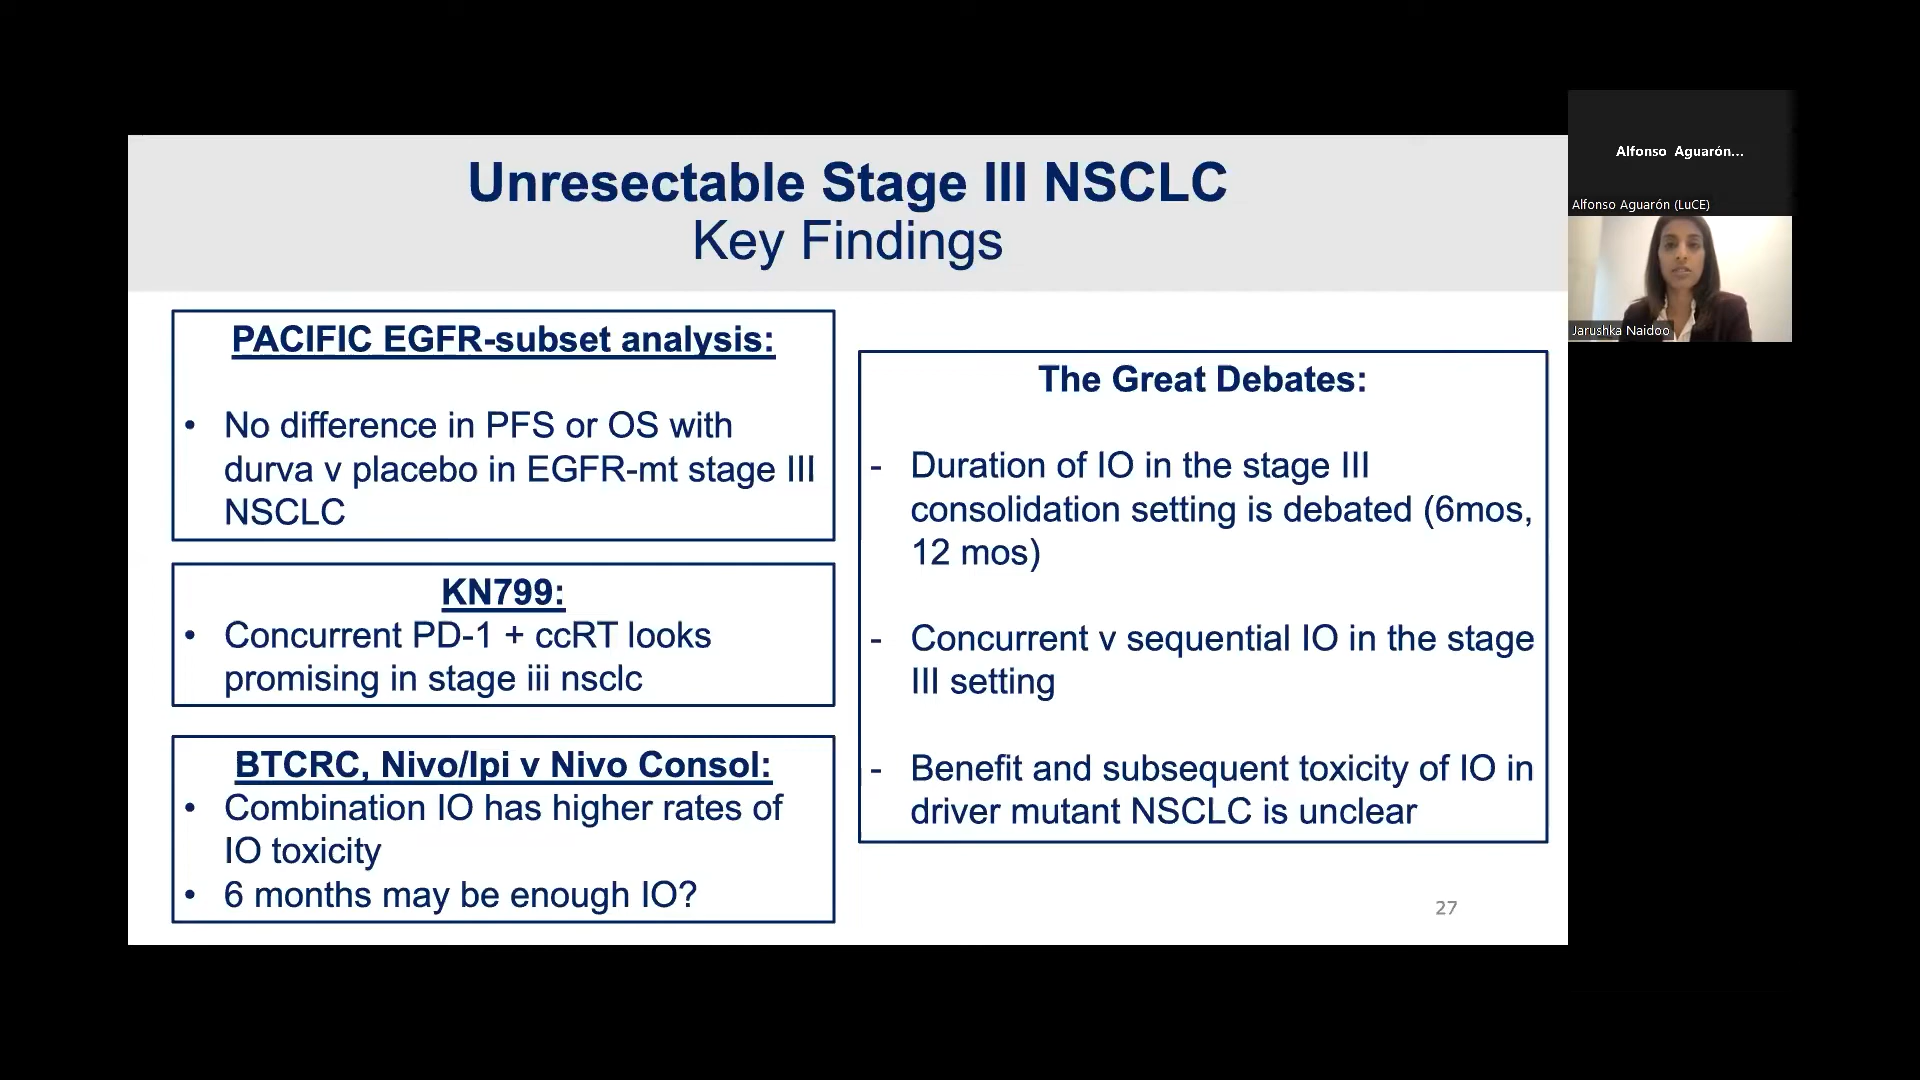 Unresectable Stage III NSCLC
Key Findings
PACIFIC EGFR-subset analysis:
• No difference in PFS or OS with
durva v placebo in EGFR-mt stage III
NSCLC
KN799:
• Concurrent PD-1 + ccRT looks
promising in stage iii nsclc
BTCRC, Nivo/Ipi v Nivo Consol:
• Combination IO has higher rates of
IO toxicity
• 6 months may be enough IO?
The Great Debates:
- Duration of IO in the stage III
consolidation setting is debated (6mos,
12 mos)
- Concurrent v sequential IO in the stage
III setting
- Benefit and subsequent toxicity of IO in
driver mutant NSCLC is unclear
27
Alfonso Aguarón...
Alfonso Aguarón (LuCE)
Jarushka Naidoo